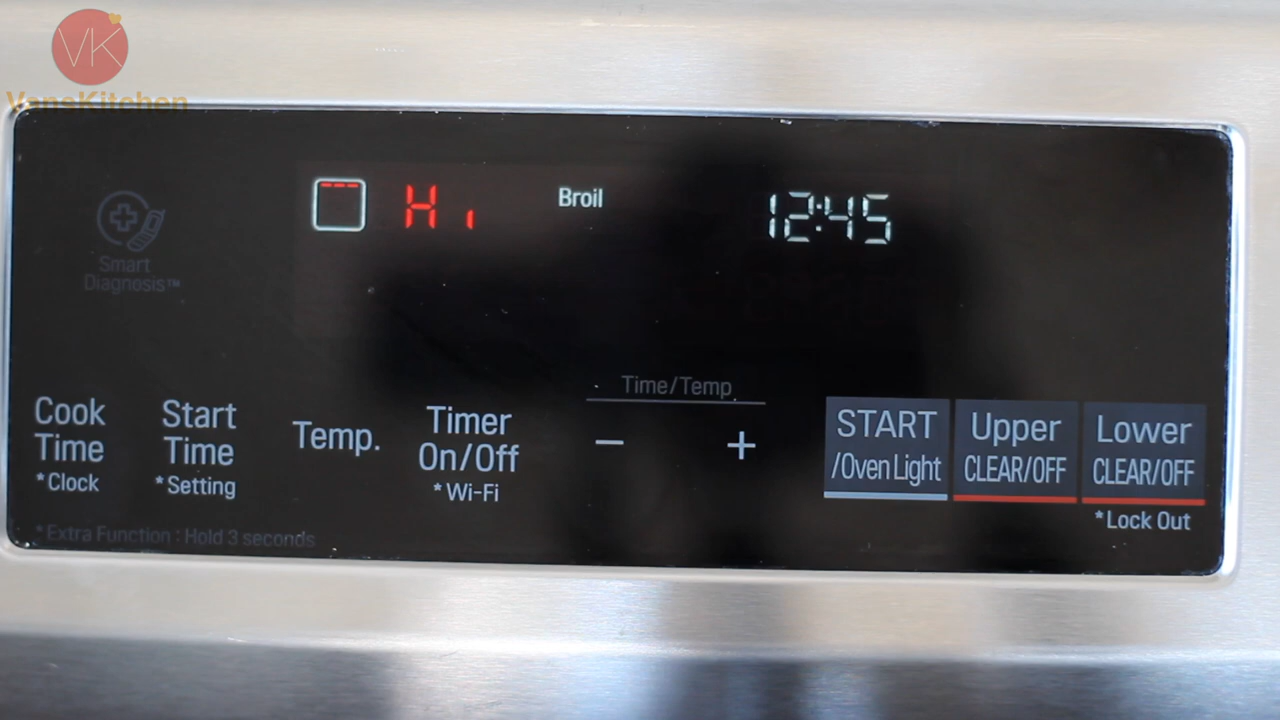 VK
VansKitchen
Hi
Broil
12:45
Smart
Diagnosis™
Time/Temp
Cook
Time
*Clock
Start
Time
*Setting
Temp.
Timer
On/Off
*Wi-Fi
−
+
START
/Oven Light
Upper
CLEAR/OFF
Lower
CLEAR/OFF
*Lock Out
*Extra Function : Hold 3 seconds